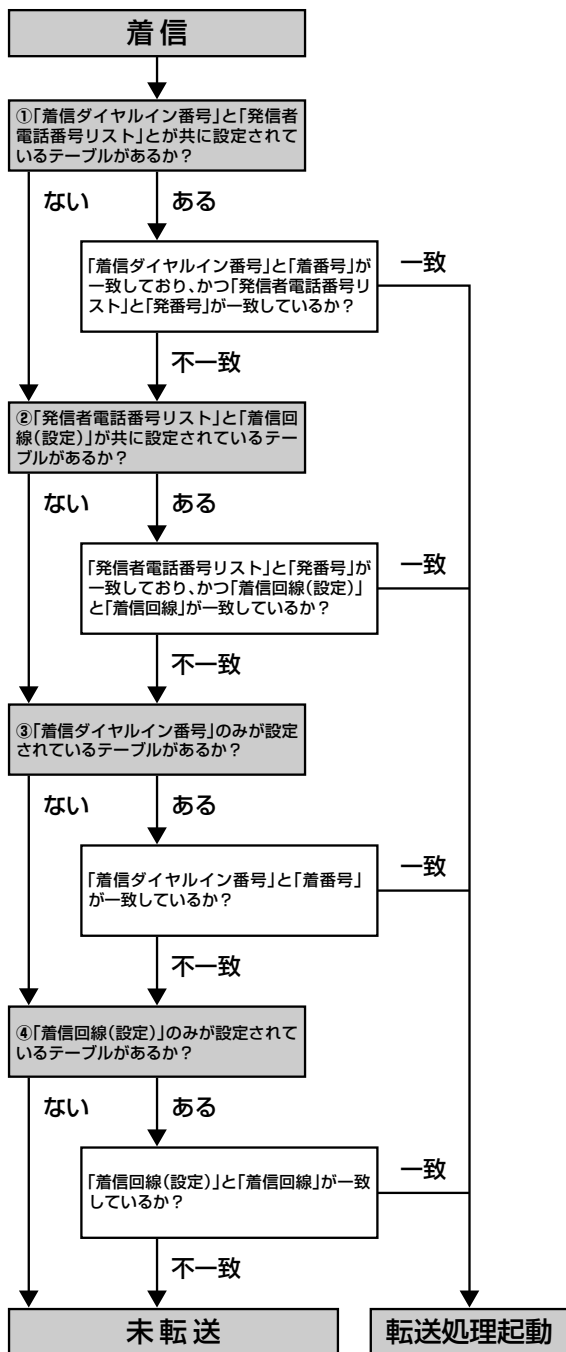 着信
①「着信ダイヤルイン番号」と「発信者
電話番号リスト」とが共に設定されて
いるテーブルがあるか？
ない
ある
「着信ダイヤルイン番号」と「着番号」が
一致しており、かつ「発信者電話番号リ
スト」と「発番号」が一致しているか？
一致
不一致
②「発信者電話番号リスト」と「着信回
線（設定）」が共に設定されているテー
ブルがあるか？
ない
ある
「発信者電話番号リスト」と「発番号」が
一致しており、かつ「着信回線（設定）」
と「着信回線」が一致しているか？
一致
不一致
③「着信ダイヤルイン番号」のみが設定
されているテーブルがあるか？
ない
ある
「着信ダイヤルイン番号」と「着番号」
が一致しているか？
一致
不一致
④「着信回線（設定）」のみが設定されて
いるテーブルがあるか？
ない
ある
「着信回線（設定）」と「着信回線」が一致
しているか？
一致
不一致
未転送
転送処理起動